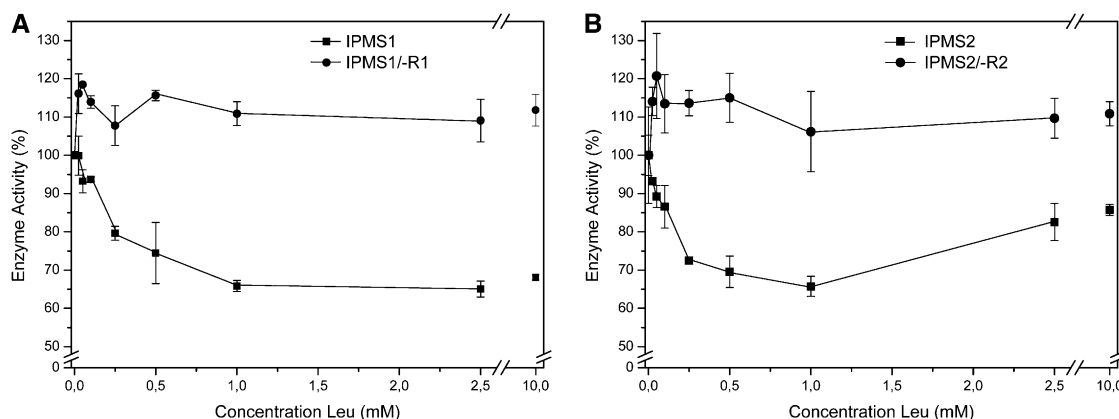 A
IPMS1
IPMS1/-R1
Enzyme Activity (%)
130
120
110
100
90
80
70
60
50
0
0,0 0,5 1,0 1,5 2,0 2,5 10,0
Concentration Leu (mM)
B
IPMS2
IPMS2/-R2
Enzyme Activity (%)
130
120
110
100
90
80
70
60
50
0
0,0 0,5 1,0 1,5 2,0 2,5 10,0
Concentration Leu (mM)